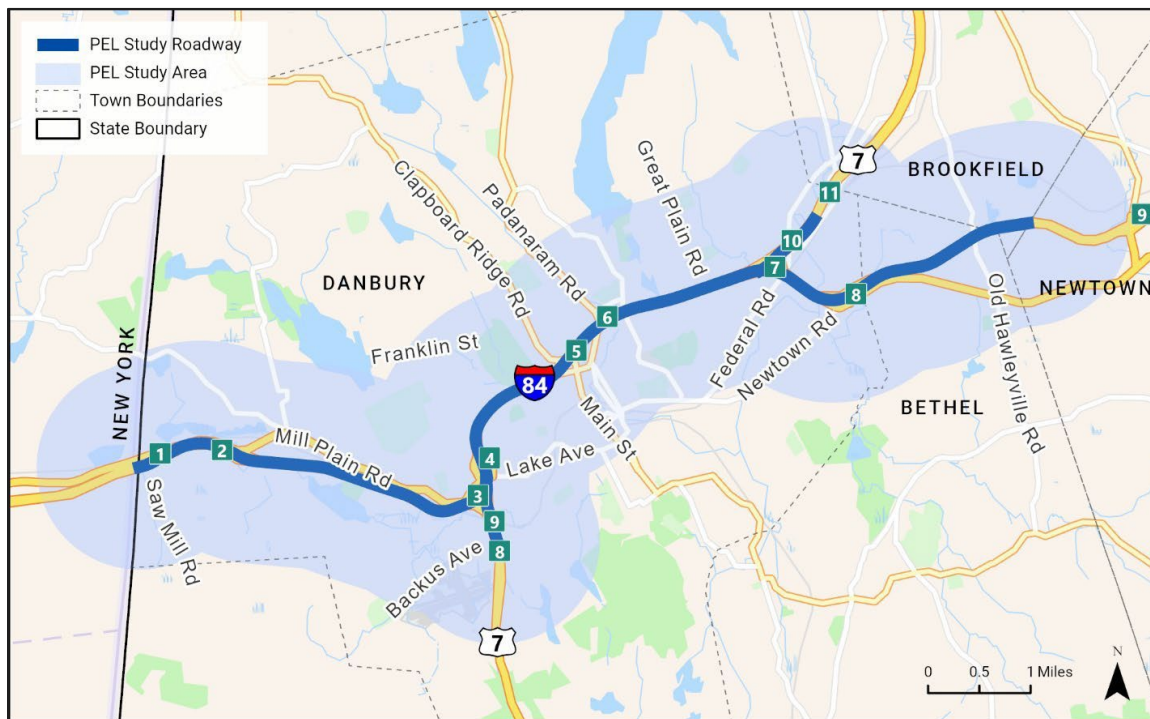 PEL Study Roadway
PEL Study Area
Town Boundaries
State Boundary
7
BROOKFIELD
Great Plain Rd
Clapboard Ridge Rd
Padanaram Rd
11
9
10
DANBURY
7
8
NEWTOWN
6
Franklin St
5
Federal Rd
Newtown Rd
Old Hawleyville Rd
NEW YORK
84
BETHEL
Main St
1
2
Mill Plain Rd
4
Lake Ave
3
Saw Mill Rd
9
8
Backus Ave
7
0 0.5 1 Miles
N